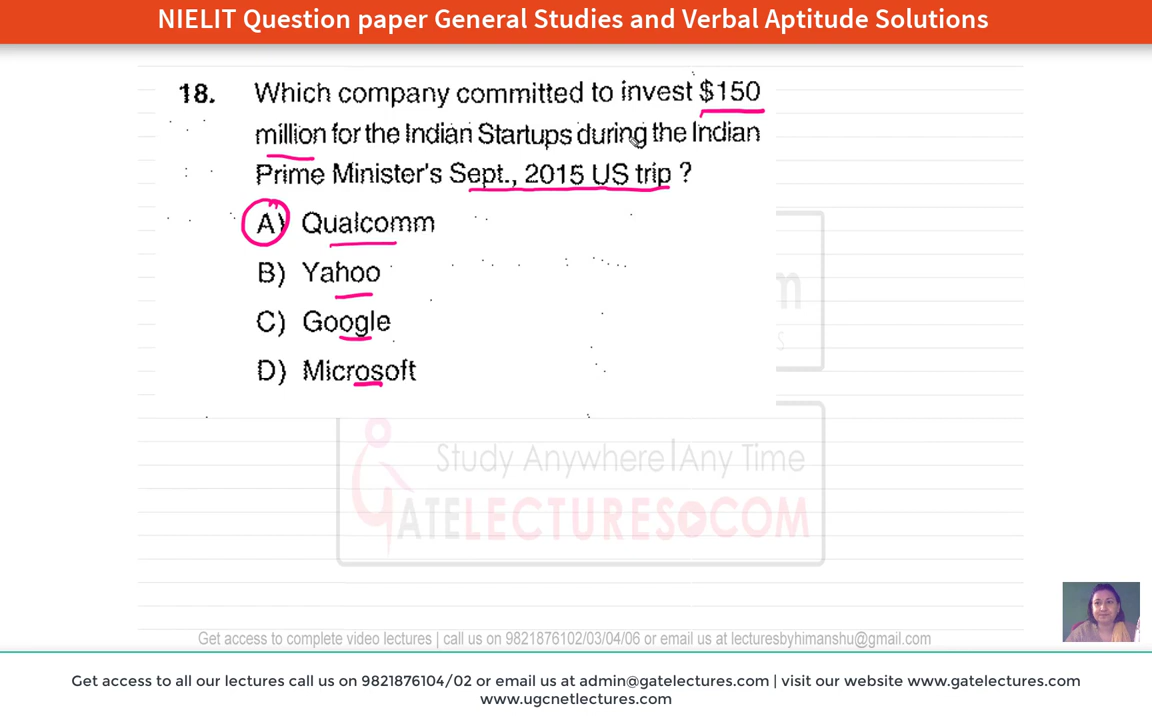 NIELIT Question paper General Studies and Verbal Aptitude Solutions
18. Which company committed to invest $150
million for the Indian Startups during the Indian
Prime Minister's Sept., 2015 US trip ?
A) Qualcomm
B) Yahoo
C) Google
D) Microsoft
Study Anywhere|Any Time
GATELECTURES.COM
Get access to complete video lectures | call us on 9821876102/03/04/06 or email us at lecturesbyhimanshu@gmail.com
Get access to all our lectures call us on 9821876104/02 or email us at admin@gatelectures.com | visit our website www.gatelectures.com
www.ugcnetlectures.com